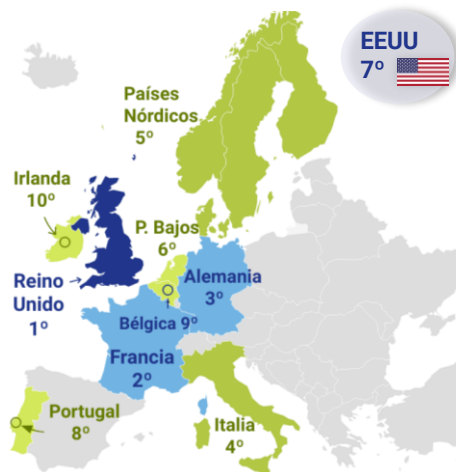 EEUU
7º
Países
Nórdicos
5º
Irlanda
10º
P. Bajos
6º
Reino
Unido
1º
Alemania
3º
Bélgica 9º
Francia
2º
Portugal
8º
Italia
4º